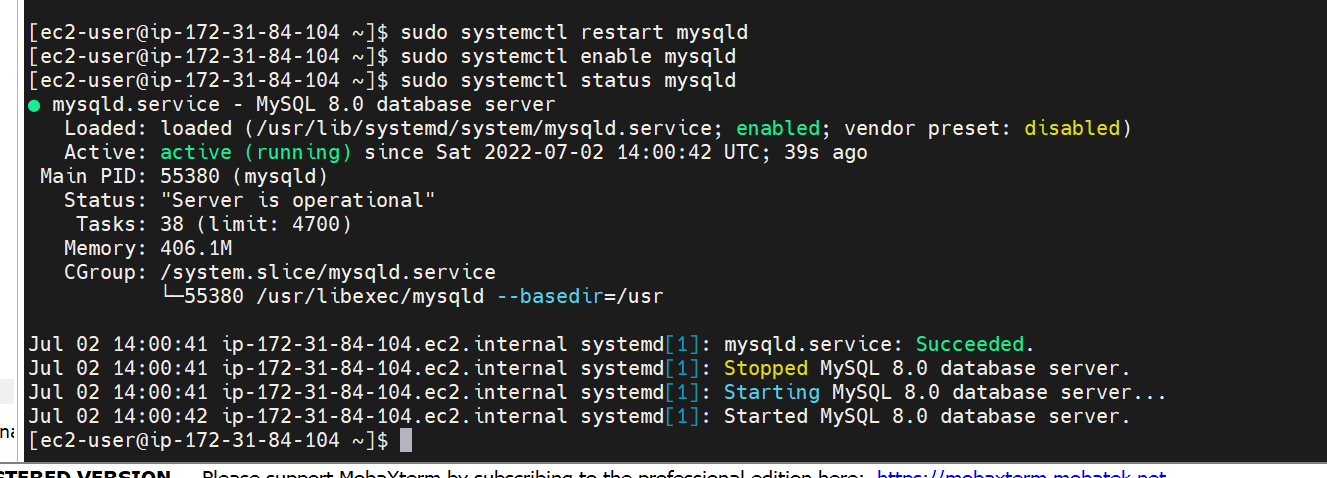 [ec2-user@ip-172-31-84-104 ~]$ sudo systemctl restart mysqld
[ec2-user@ip-172-31-84-104 ~]$ sudo systemctl enable mysqld
[ec2-user@ip-172-31-84-104 ~]$ sudo systemctl status mysqld
● mysqld.service - MySQL 8.0 database server
   Loaded: loaded (/usr/lib/systemd/system/mysqld.service; enabled; vendor preset: disabled)
   Active: active (running) since Sat 2022-07-02 14:00:42 UTC; 39s ago
 Main PID: 55380 (mysqld)
   Status: "Server is operational"
    Tasks: 38 (limit: 4700)
   Memory: 406.1M
   CGroup: /system.slice/mysqld.service
           └─55380 /usr/libexec/mysqld --basedir=/usr
Jul 02 14:00:41 ip-172-31-84-104.ec2.internal systemd[1]: mysqld.service: Succeeded.
Jul 02 14:00:41 ip-172-31-84-104.ec2.internal systemd[1]: Stopped MySQL 8.0 database server.
Jul 02 14:00:41 ip-172-31-84-104.ec2.internal systemd[1]: Starting MySQL 8.0 database server...
Jul 02 14:00:42 ip-172-31-84-104.ec2.internal systemd[1]: Started MySQL 8.0 database server.
[ec2-user@ip-172-31-84-104 ~]$
VERSION Please support MobaXterm by subscribing to the professional edition here: https://mobaxterm.mobatek.net